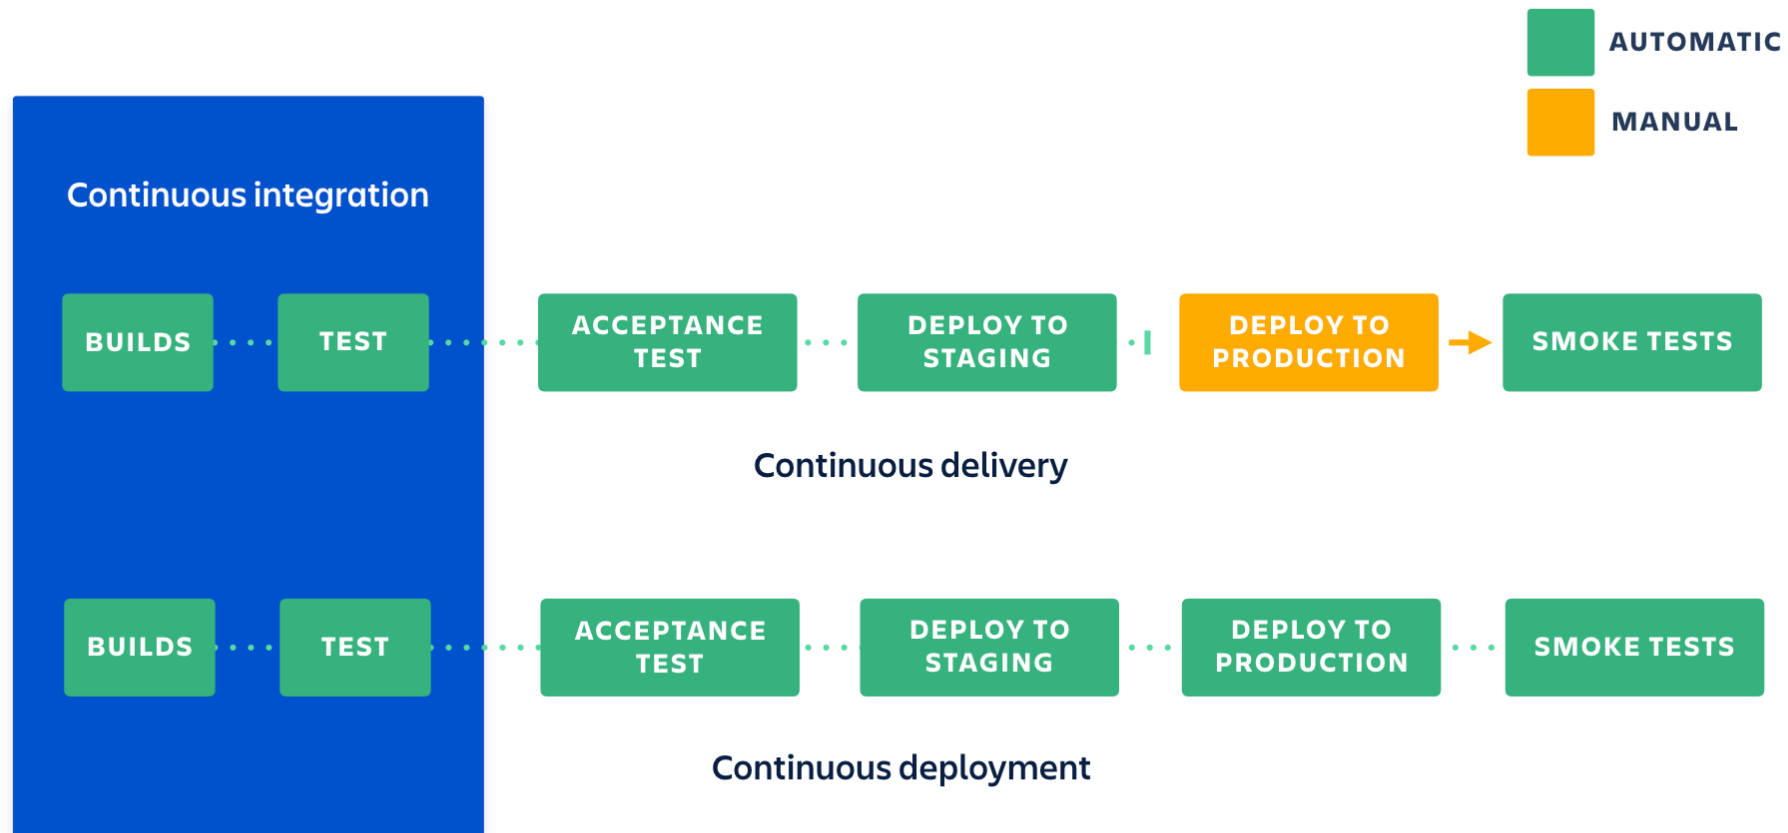 AUTOMATIC
MANUAL
Continuous integration
BUILDS
TEST
ACCEPTANCE
TEST
DEPLOY TO
STAGING
DEPLOY TO
PRODUCTION
SMOKE TESTS
Continuous delivery
BUILDS
TEST
ACCEPTANCE
TEST
DEPLOY TO
STAGING
DEPLOY TO
PRODUCTION
SMOKE TESTS
Continuous deployment